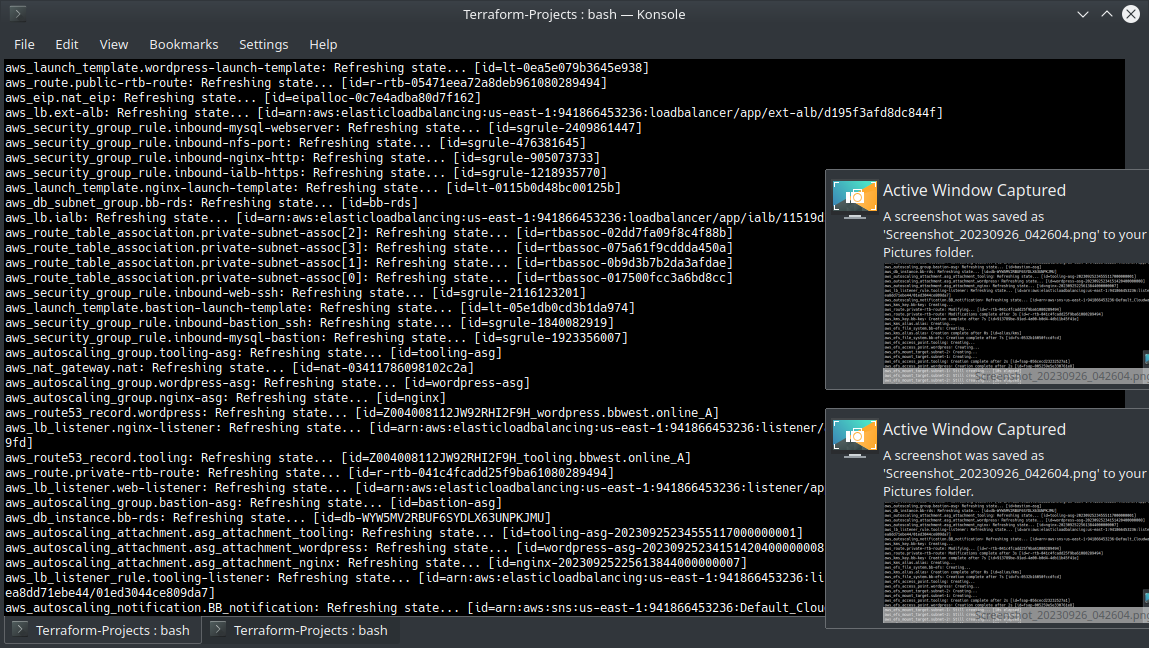 Terraform-Projects : bash — Konsole
File Edit View Bookmarks Settings Help
aws_launch_template.wordpress-launch-template: Refreshing state... [id=lt-0ea5e079b3645e938]
aws_route.public-rtb-route: Refreshing state... [id=r-rtb-05471eea72a8deb961080289494]
aws_eip.nat_eip: Refreshing state... [id=eipalloc-0c7e4adba80d7f162]
aws_lb.ext-alb: Refreshing state... [id=arn:aws:elasticloadbalancing:us-east-1:941866453236:loadbalancer/app/ext-alb/d195f3afd8dc844f]
aws_security_group_rule.inbound-mysql-webserver: Refreshing state... [id=sgrule-2409861447]
aws_security_group_rule.inbound-nfs-port: Refreshing state... [id=sgrule-476381645]
aws_security_group_rule.inbound-nginx-http: Refreshing state... [id=sgrule-905073733]
aws_security_group_rule.inbound-ialb-https: Refreshing state... [id=sgrule-1218935770]
aws_launch_template.nginx-launch-template: Refreshing state... [id=lt-0115b0d48bc00125b]
aws_db_subnet_group.bb-rds: Refreshing state... [id=bb-rds]
aws_lb.ialb: Refreshing state... [id=arn:aws:elasticloadbalancing:us-east-1:941866453236:loadbalancer/app/ialb/11519d
aws_route_table_association.private-subnet-assoc[2]: Refreshing state... [id=rtbassoc-02dd7fa09f8c4f88b]
aws_route_table_association.private-subnet-assoc[3]: Refreshing state... [id=rtbassoc-075a61f9cddda450a]
aws_route_table_association.private-subnet-assoc[1]: Refreshing state... [id=rtbassoc-0b9d3b7b2da3afdae]
aws_route_table_association.private-subnet-assoc[0]: Refreshing state... [id=rtbassoc-017500fcc3a6bd8cc]
aws_security_group_rule.inbound-web-ssh: Refreshing state... [id=sgrule-2116123201]
aws_launch_template.bastion-launch-template: Refreshing state... [id=lt-05e1db0cd3b1da974]
aws_security_group_rule.inbound-bastion_ssh: Refreshing state... [id=sgrule-1840082919]
aws_security_group_rule.inbound-mysql-bastion: Refreshing state... [id=sgrule-1923356007]
aws_autoscaling_group.tooling-asg: Refreshing state... [id=tooling-asg]
aws_nat_gateway.nat: Refreshing state... [id=nat-03411786098102c2a]
aws_autoscaling_group.wordpress-asg: Refreshing state... [id=wordpress-asg]
aws_autoscaling_group.nginx-asg: Refreshing state... [id=nginx]
aws_route53_record.wordpress: Refreshing state... [id=Z004008112JW92RHI2F9H_wordpress.bbwest.online_A]
aws_lb_listener.nginx-listener: Refreshing state... [id=arn:aws:elasticloadbalancing:us-east-1:941866453236:listener/
9fd]
aws_route53_record.tooling: Refreshing state... [id=Z004008112JW92RHI2F9H_tooling.bbwest.online_A]
aws_route.private-rtb-route: Refreshing state... [id=r-rtb-041c4fcadd25f9ba61080289494]
aws_lb_listener.web-listener: Refreshing state... [id=arn:aws:elasticloadbalancing:us-east-1:941866453236:listener/ap
aws_autoscaling_group.bastion-asg: Refreshing state... [id=bastion-asg]
aws_db_instance.bb-rds: Refreshing state... [id=db-WYW5MV2RBUF6SYDLX63UNPKJMU]
aws_autoscaling_attachment.asg_attachment_tooling: Refreshing state... [id=tooling-asg-20230925234555117000000001]
aws_autoscaling_attachment.asg_attachment_wordpress: Refreshing state... [id=wordpress-asg-20230925234151420400000008
aws_autoscaling_attachment.asg_attachment_nginx: Refreshing state... [id=nginx-20230925225613844000000007]
aws_lb_listener_rule.tooling-listener: Refreshing state... [id=arn:aws:elasticloadbalancing:us-east-1:941866453236:li
ea8dd71ebe44/01ed3044ce809da7]
aws_autoscaling_notification.BB_notification: Refreshing state... [id=arn:aws:sns:us-east-1:941866453236:Default_Clou
Active Window Captured
A screenshot was saved as
'Screenshot_20230926_042604.png' to your
Pictures folder.
Screenshot_20230926_042604.png
Active Window Captured
A screenshot was saved as
'Screenshot_20230926_042604.png' to your
Pictures folder.
Screenshot_20230926_042604.png
Terraform-Projects : bash Terraform-Projects : bash